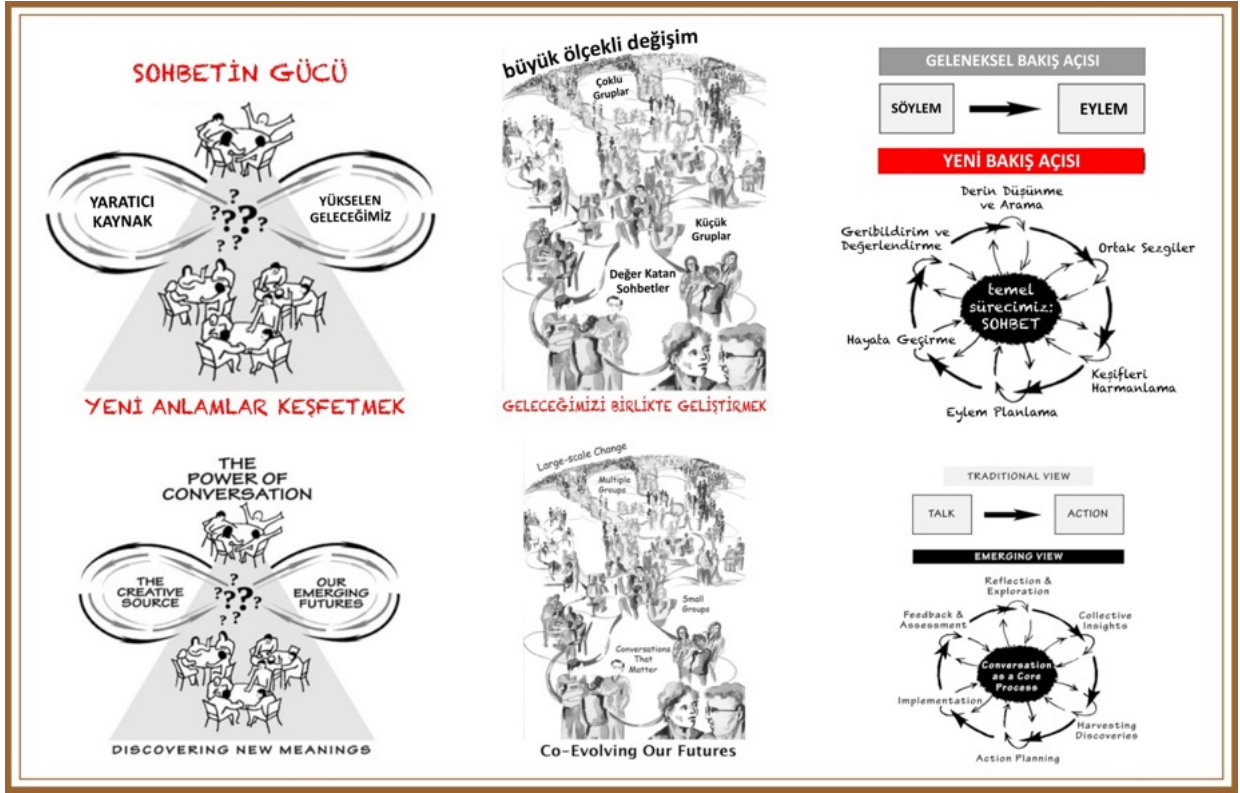 SOHBETİN GÜCÜ
YARATICI
KAYNAK
? ? ? ? ? ? ?
YÜKSELEN
GELECEĞİMİZ
YENİ ANLAMLAR KEŞFETMEK
büyük ölçekli değişim
Çoklu
Gruplar
Küçük
Gruplar
Değer Katan
Sohbetler
GELECEĞİMİZİ BİRLİKTE GELİŞTİRMEK
GELENEKSEL BAKIŞ AÇISI
SÖYLEM
EYLEM
YENİ BAKIŞ AÇISI
Derin Düşünme
ve Arama
Geribildirim ve
Değerlendirme
Ortak Sezgiler
temel
sürecimiz:
SOHBET
Hayata Geçirme
Keşifleri
Harmanlama
Eylem Planlama
THE
POWER OF
CONVERSATION
THE
CREATIVE
SOURCE
? ? ? ? ? ? ?
OUR
EMERGING
FUTURES
DISCOVERING NEW MEANINGS
Large-scale Change
Multiple
Groups
Small
Groups
Conversations
That
Matter
Co-Evolving Our Futures
TRADITIONAL VIEW
TALK
ACTION
EMERGING VIEW
Reflection &
Exploration
Feedback &
Assessment
Collective
Insights
Conversation
as a Core
Process
Implementation
Harvesting
Discoveries
Action Planning